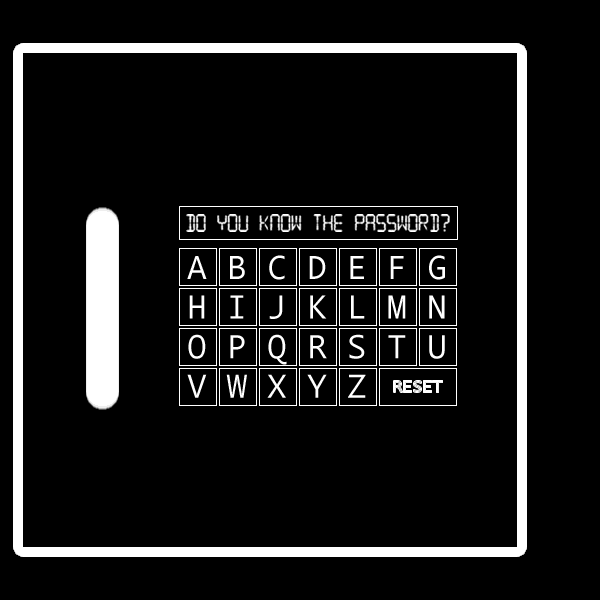 DO YOU KNOW THE PASSWORD?
A B C D E F G
H I J K L M N
O P Q R S T U
V W X Y Z RESET